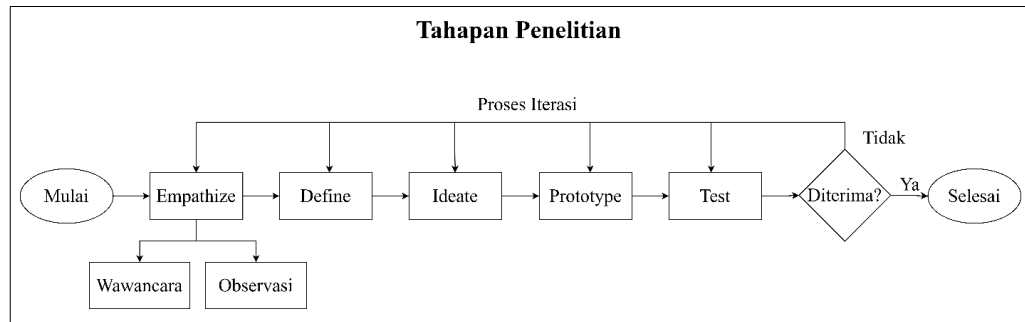 Tahapan Penelitian
Proses Iterasi
Tidak
Mulai
Empathize
Define
Ideate
Prototype
Test
Diterima?
Ya
Selesai
Wawancara
Observasi